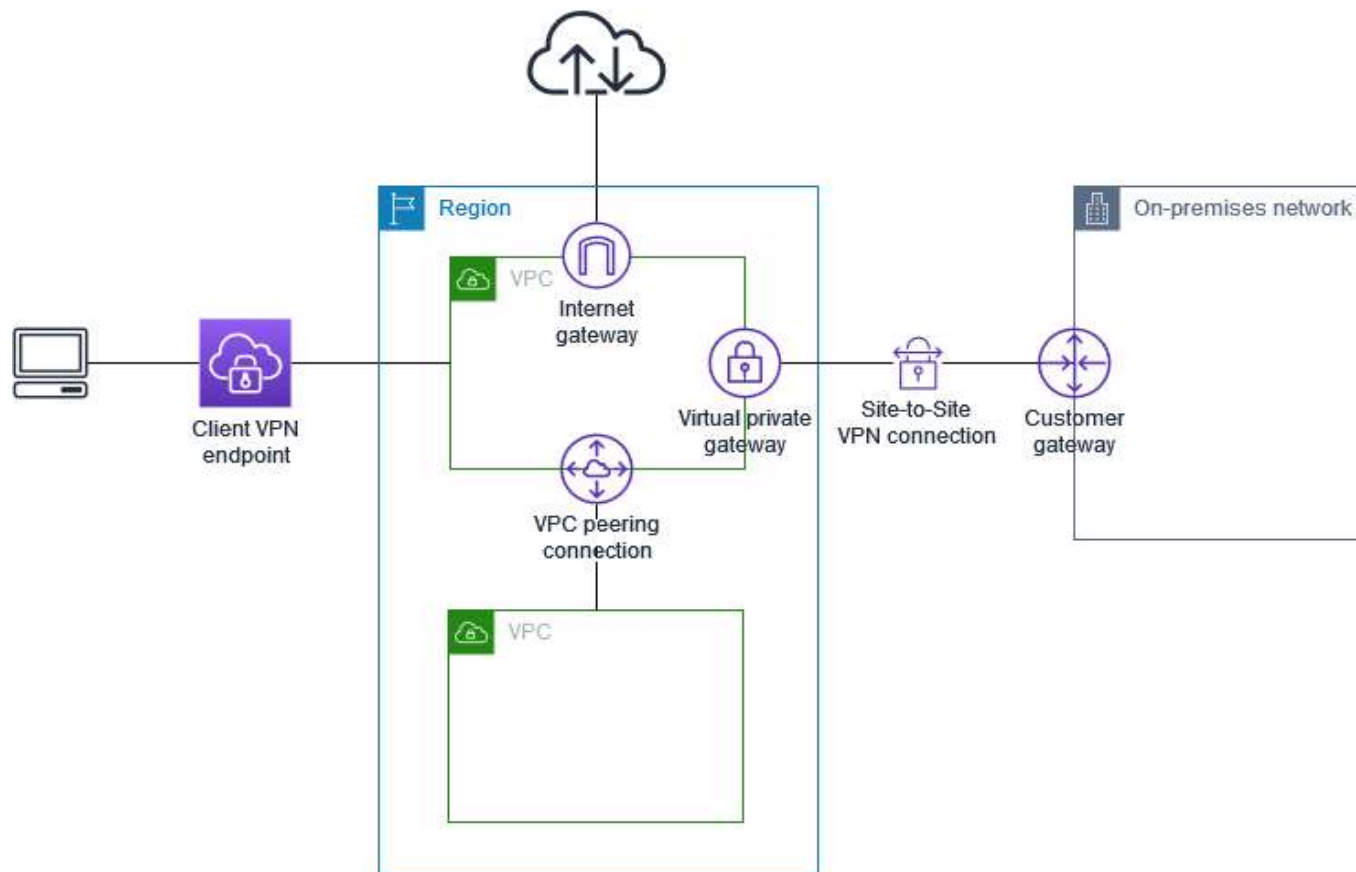 Region
On-premises network
VPC
Internet
gateway
Client VPN
endpoint
Virtual private
gateway
Site-to-Site
VPN connection
Customer
gateway
VPC peering
connection
VPC